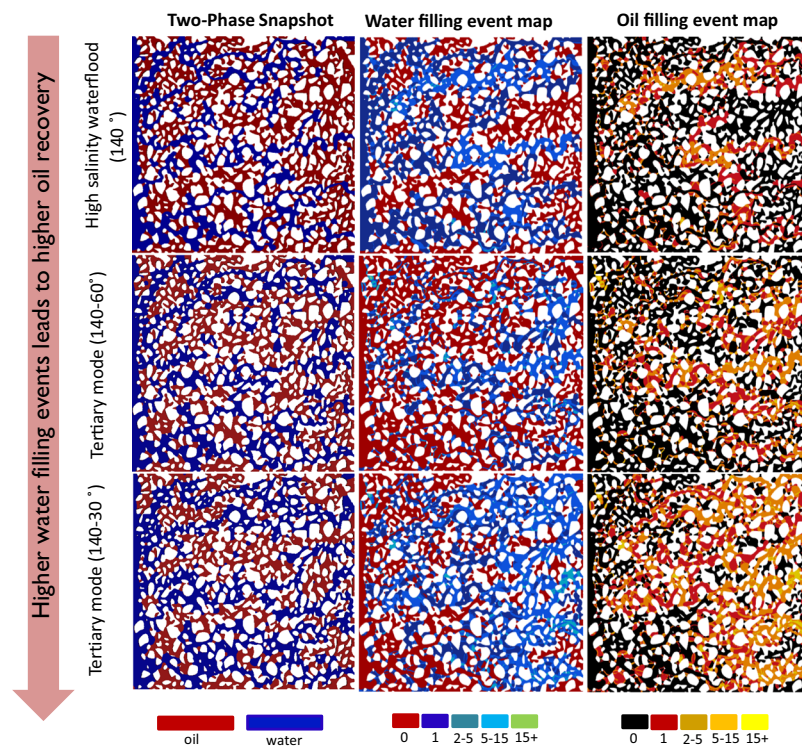 Two-Phase Snapshot
Water filling event map
Oil filling event map
Higher water filling events leads to higher oil recovery
High salinity waterflood
(140 °)
Tertiary mode (140-60°)
Tertiary mode (140-30 °)
oil
water
0
1
2-5
5-15
15+
0
1
2-5
5-15
15+